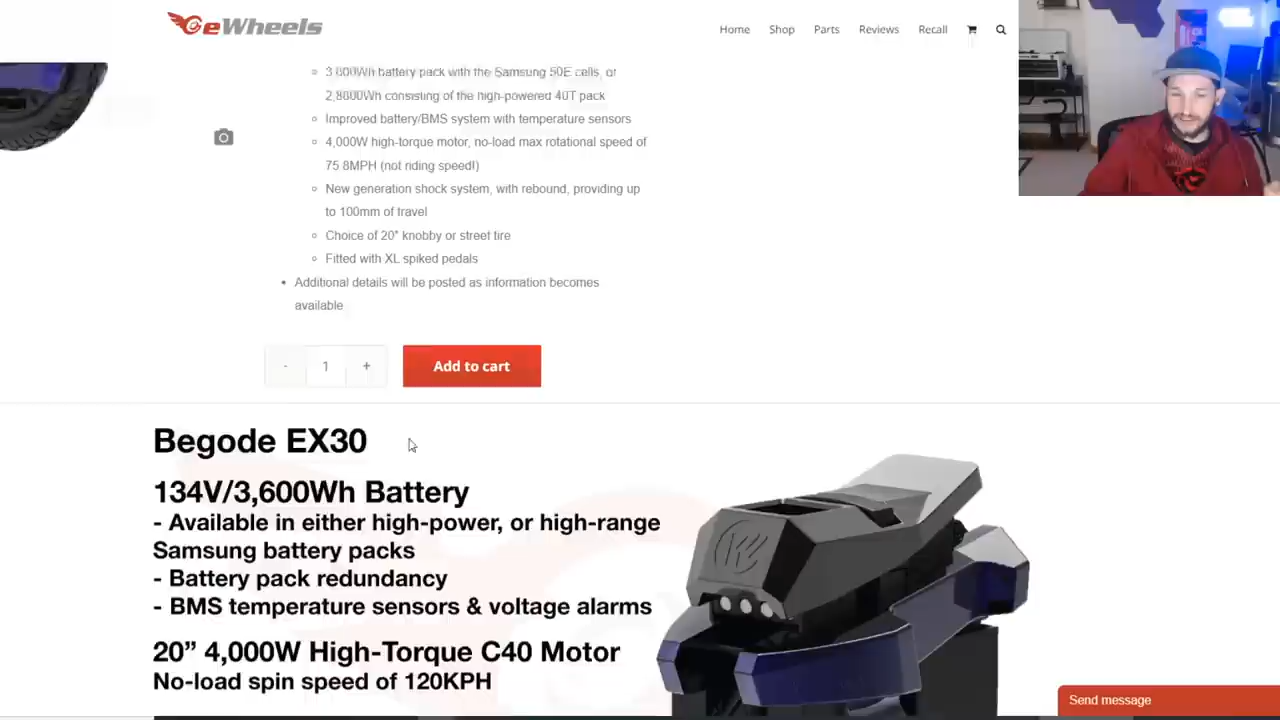 eWheels
Home Shop Parts Reviews Recall
3,600Wh battery pack with the Samsung 50E cells, or
2,8800Wh consisting of the high-powered 40T pack
Improved battery/BMS system with temperature sensors
4,000W high-torque motor, no-load max rotational speed of
75.8MPH (not riding speed!)
New generation shock system, with rebound, providing up
to 100mm of travel
Choice of 20" knobby or street tire
Fitted with XL spiked pedals
Additional details will be posted as information becomes
available
- 1 +
Add to cart
Begode EX30
134V/3,600Wh Battery
- Available in either high-power, or high-range
Samsung battery packs
- Battery pack redundancy
- BMS temperature sensors & voltage alarms
20” 4,000W High-Torque C40 Motor
No-load spin speed of 120KPH
Send message